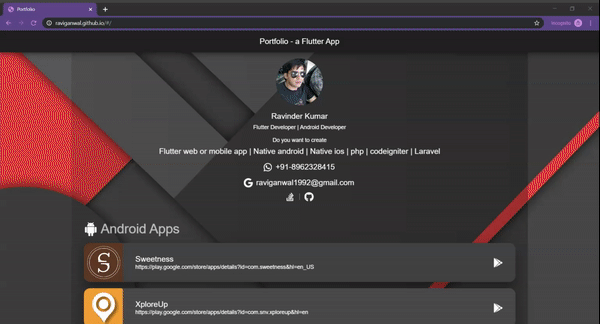 Portfolio
raviganwal.github.io/#/
Incognito
Portfolio - a Flutter App
Ravinder Kumar
Flutter Developer | Android Developer
Do you want to create
Flutter web or mobile app | Native android | Native ios | php | codeigniter | Laravel
+91-8962328415
raviganwal1992@gmail.com
Android Apps
Sweetness
https://play.google.com/store/apps/details?id=com.sweetness&hl=en_US
XploreUp
https://play.google.com/store/apps/details?id=com.snv.xploreup&hl=en